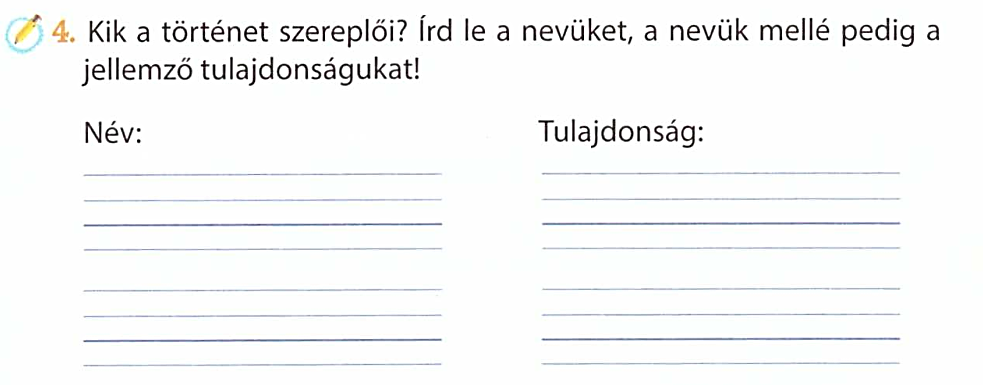 4. Kik a történet szereplői? Írd le a nevüket, a nevük mellé pedig a
jellemző tulajdonságukat!
Név: Tulajdonság: